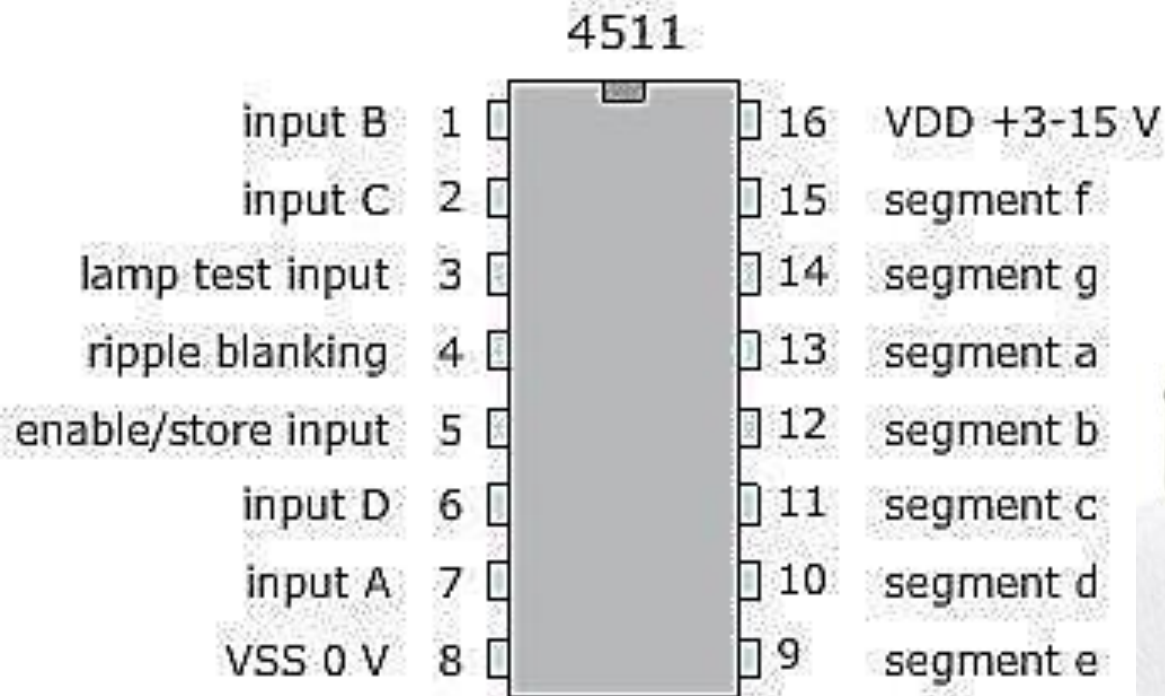 4511
input B 1 16 VDD +3-15 V
input C 2 15 segment f
lamp test input 3 14 segment g
ripple blanking 4 13 segment a
enable/store input 5 12 segment b
input D 6 11 segment c
input A 7 10 segment d
VSS 0 V 8 9 segment e